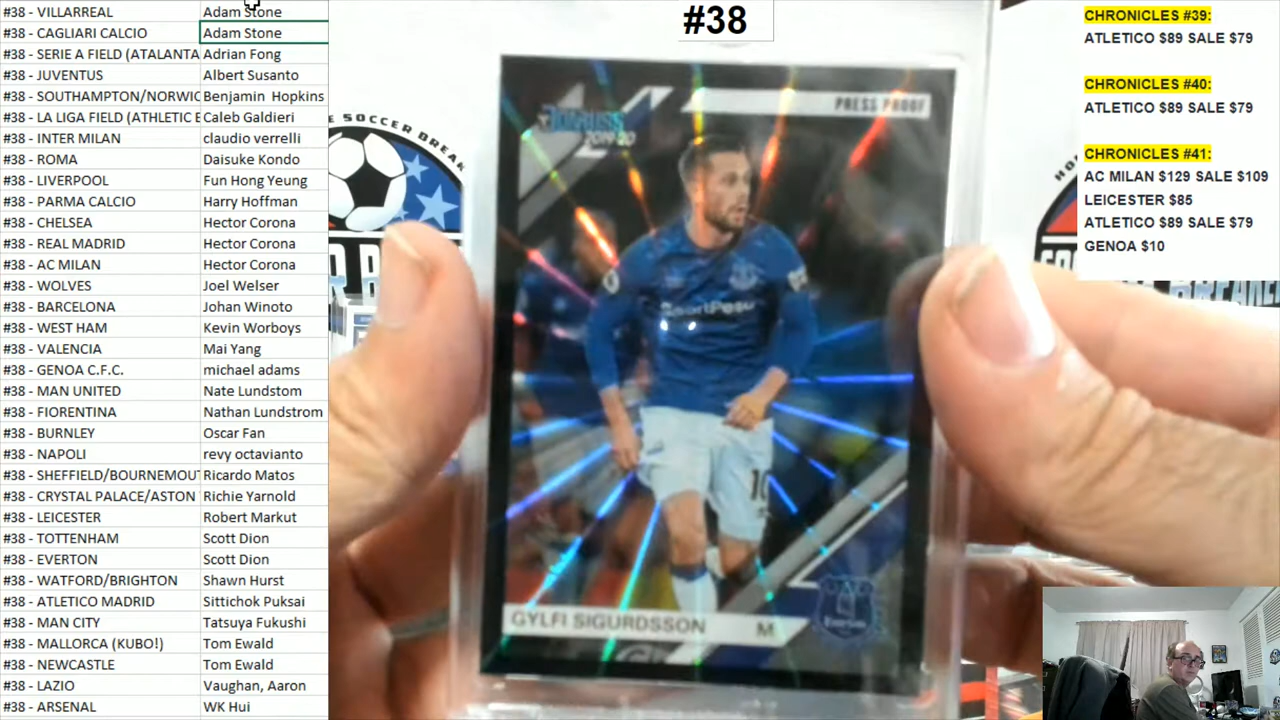 #38 - VILLARREAL Adam Stone
#38 - CAGLIARI CALCIO Adam Stone
#38 - SERIE A FIELD (ATALANTA Adrian Fong
#38 - JUVENTUS Albert Susanto
#38 - SOUTHAMPTON/NORWIC Benjamin Hopkins
#38 - LA LIGA FIELD (ATHLETIC B Caleb Galdieri
#38 - INTER MILAN claudio verrelli
#38 - ROMA Daisuke Kondo
#38 - LIVERPOOL Fun Hong Yeung
#38 - PARMA CALCIO Harry Hoffman
#38 - CHELSEA Hector Corona
#38 - REAL MADRID Hector Corona
#38 - AC MILAN Hector Corona
#38 - WOLVES Joel Welser
#38 - BARCELONA Johan Winoto
#38 - WEST HAM Kevin Worboys
#38 - VALENCIA Mai Yang
#38 - GENOA C.F.C. michael adams
#38 - MAN UNITED Nate Lundstom
#38 - FIORENTINA Nathan Lundstrom
#38 - BURNLEY Oscar Fan
#38 - NAPOLI revy octavianto
#38 - SHEFFIELD/BOURNEMOUT Ricardo Matos
#38 - CRYSTAL PALACE/ASTON Richie Yarnold
#38 - LEICESTER Robert Markut
#38 - TOTTENHAM Scott Dion
#38 - EVERTON Scott Dion
#38 - WATFORD/BRIGHTON Shawn Hurst
#38 - ATLETICO MADRID Sittichok Puksai
#38 - MAN CITY Tatsuya Fukushi
#38 - MALLORCA (KUBO!) Tom Ewald
#38 - NEWCASTLE Tom Ewald
#38 - LAZIO Vaughan, Aaron
#38 - ARSENAL WK Hui
#38
SOCCER BREAK
DONRUSS
2019-20
PRESS PROOF
SportPesa
10
GYLFI SIGURDSSON M
Everton
CHRONICLES #39:
ATLETICO $89 SALE $79
CHRONICLES #40:
ATLETICO $89 SALE $79
CHRONICLES #41:
AC MILAN $129 SALE $109
LEICESTER $85
ATLETICO $89 SALE $79
GENOA $10